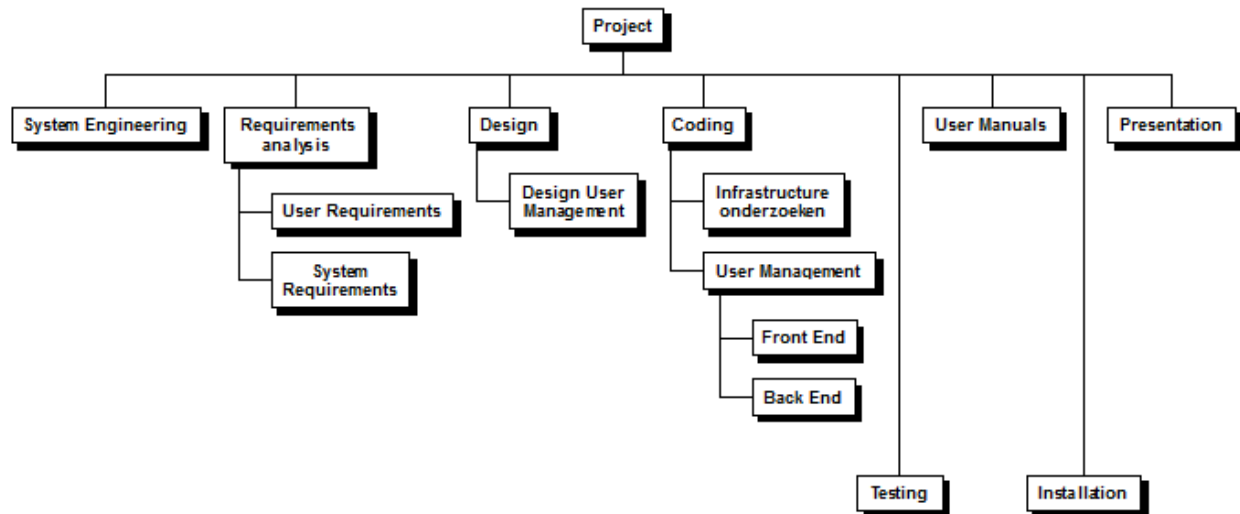 Project
System Engineering
Requirements
analysis
Design
Coding
User Manuals
Presentation
User Requirements
System
Requirements
Design User
Management
Infrastructure
onderzoeken
User Management
Front End
Back End
Testing
Installation